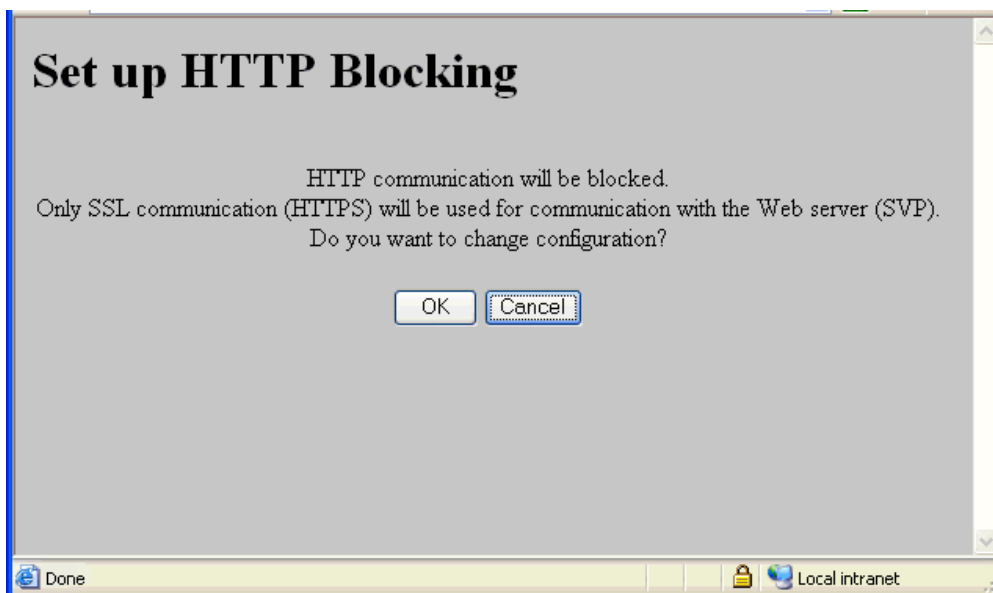 Set up HTTP Blocking
HTTP communication will be blocked.
Only SSL communication (HTTPS) will be used for communication with the Web server (SVP).
Do you want to change configuration?
OK Cancel
Done Local intranet